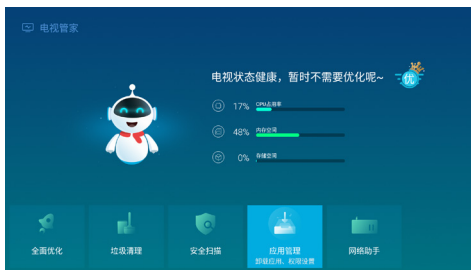 电视管家
电视状态健康，暂时不需要优化呢~
优
17% CPU占用率
48% 内存空间
0% 存储空间
全面优化
垃圾清理
安全扫描
应用管理
卸载应用、权限设置
网络助手